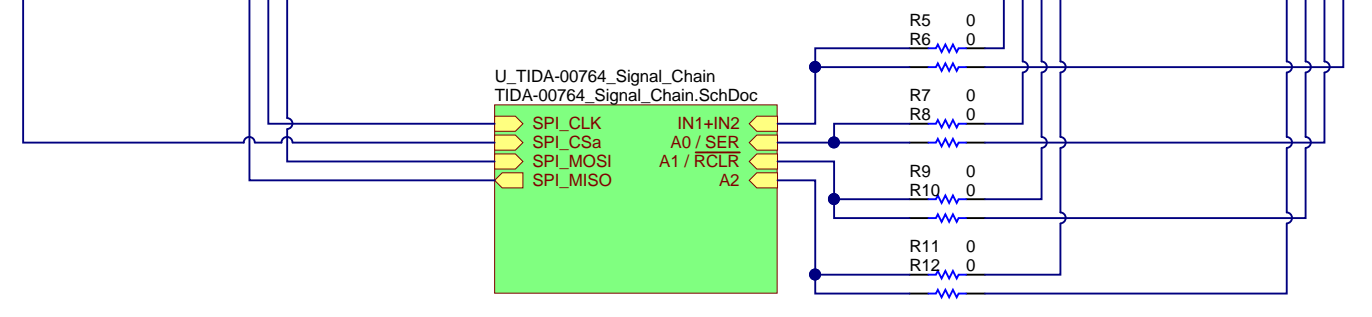 R5 0
R6 0
U_TIDA-00764_Signal_Chain
TIDA-00764_Signal_Chain.SchDoc
R7 0
R8 0
SPI_CLK IN1+IN2
SPI_CSa A0 / SER
SPI_MOSI A1 / RCLR
SPI_MISO A2
R9 0
R10 0
R11 0
R12 0